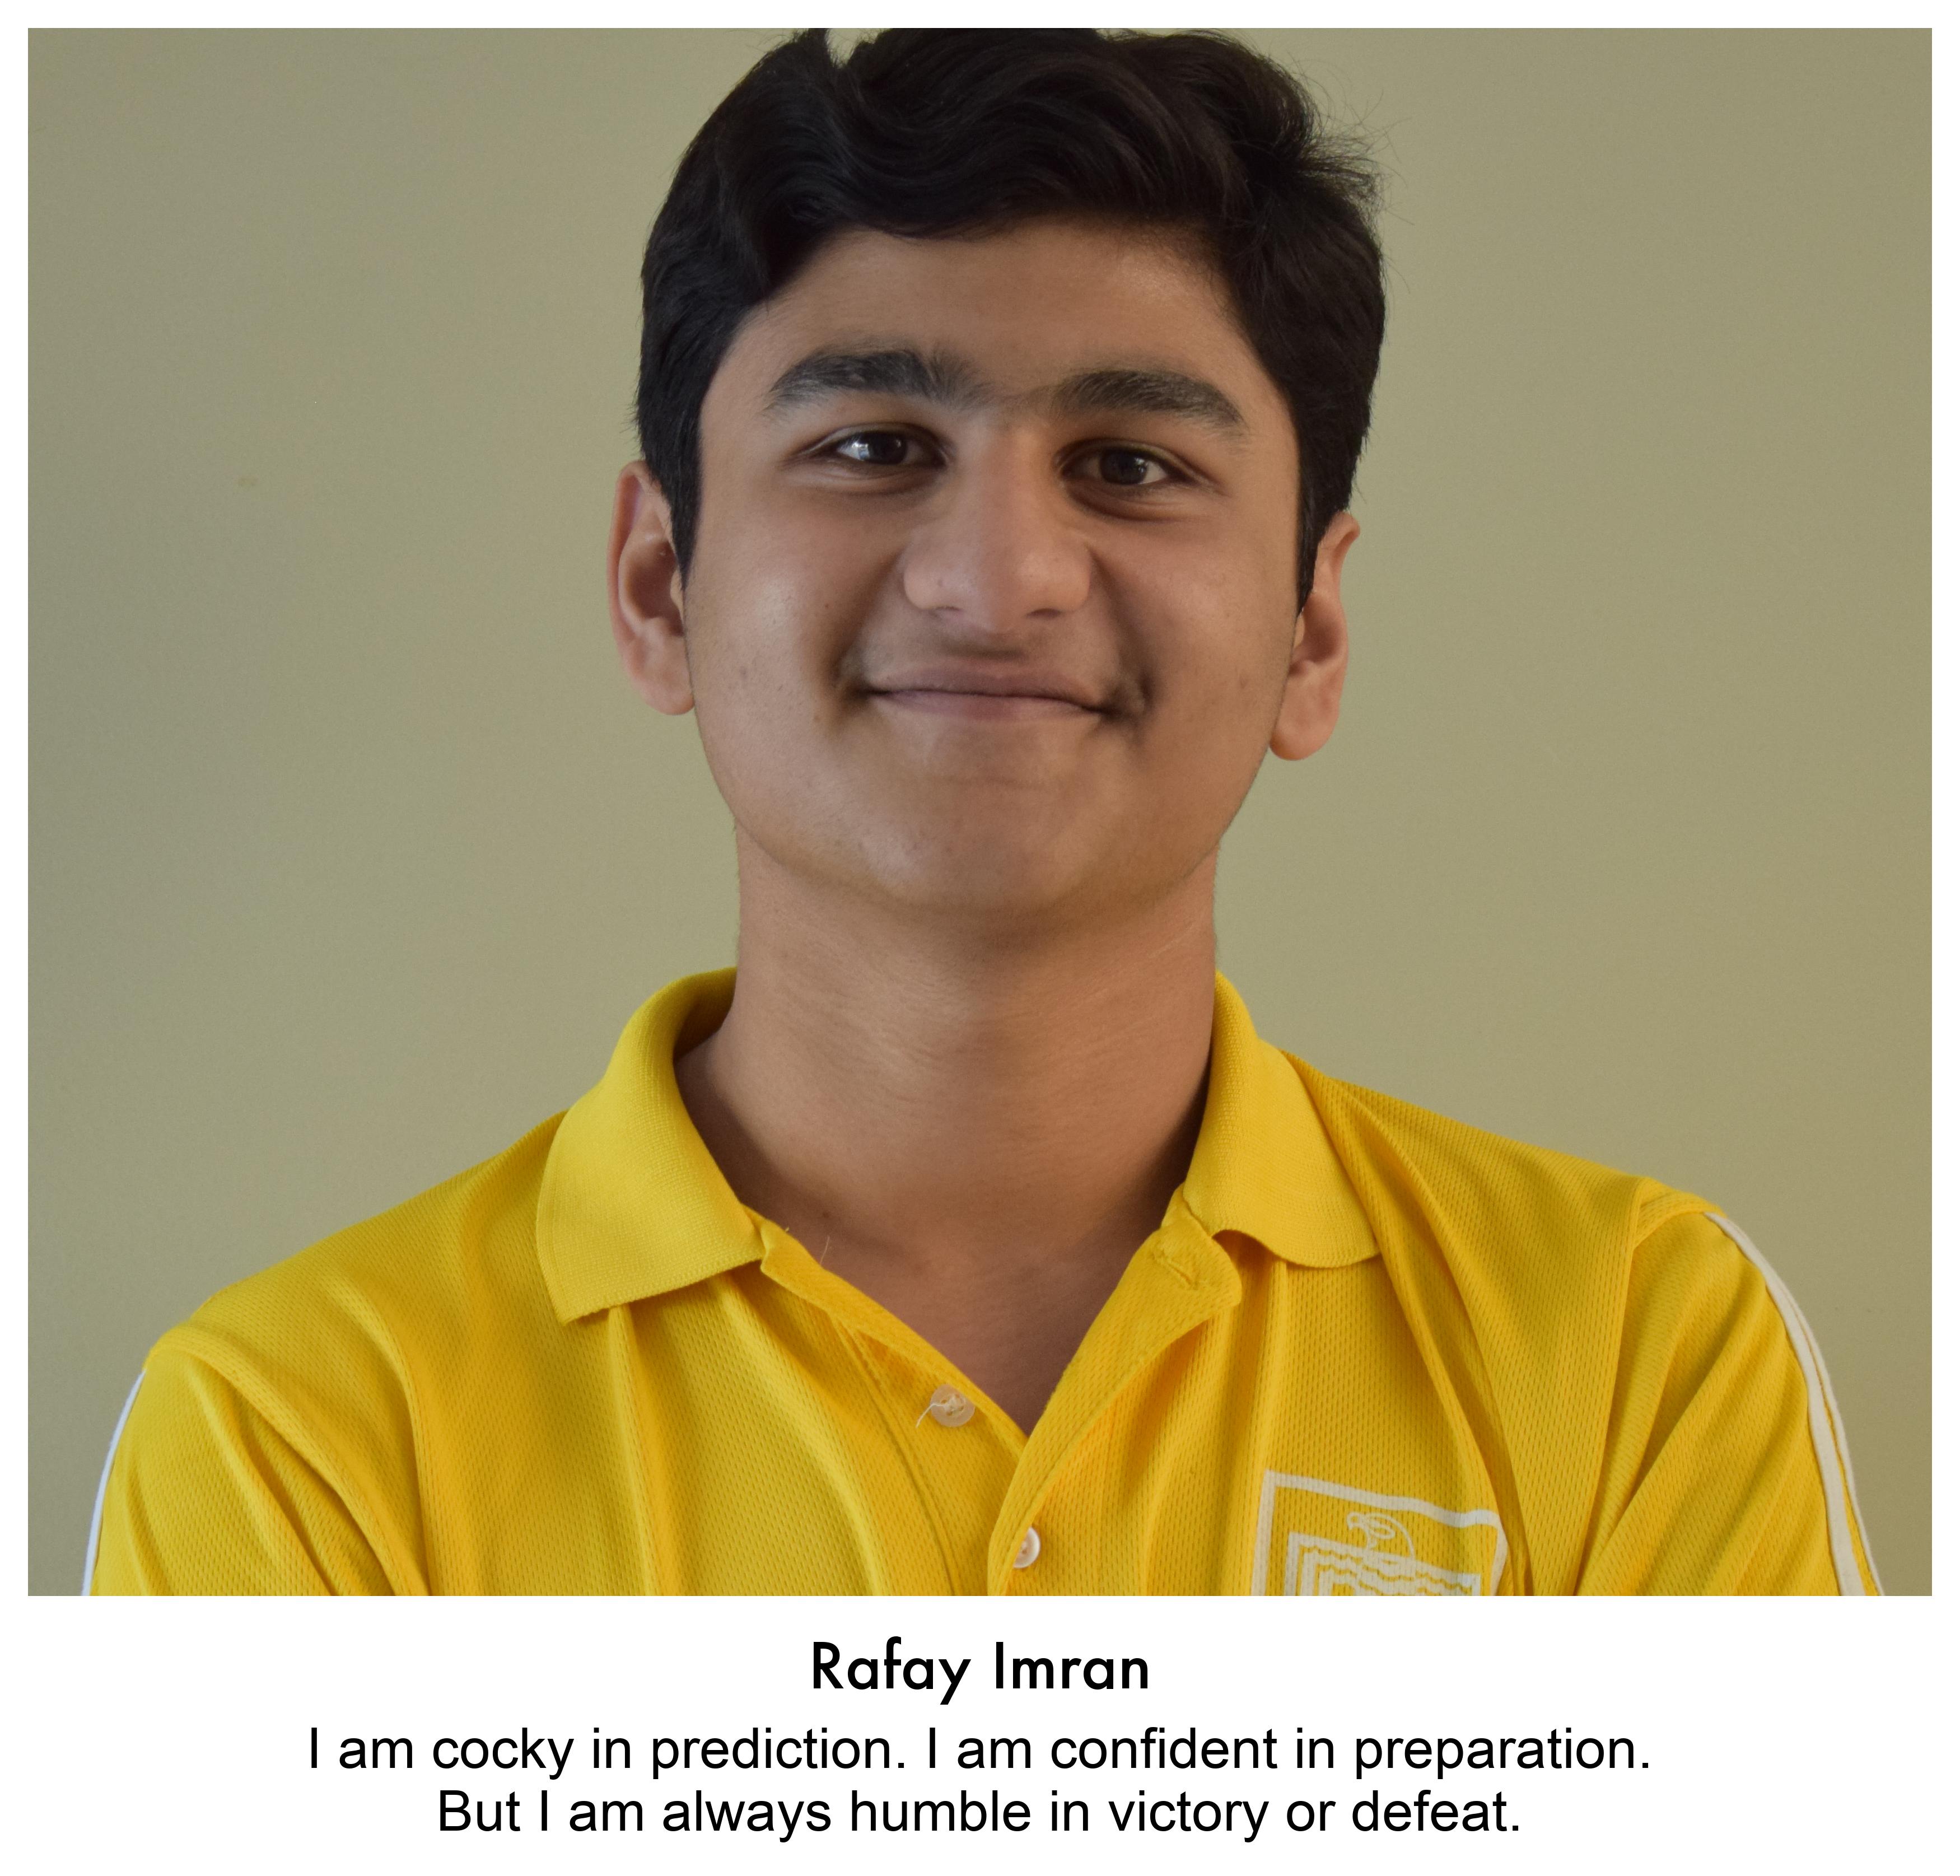 Rafay Imran
I am cocky in prediction. I am confident in preparation.
But I am always humble in victory or defeat.